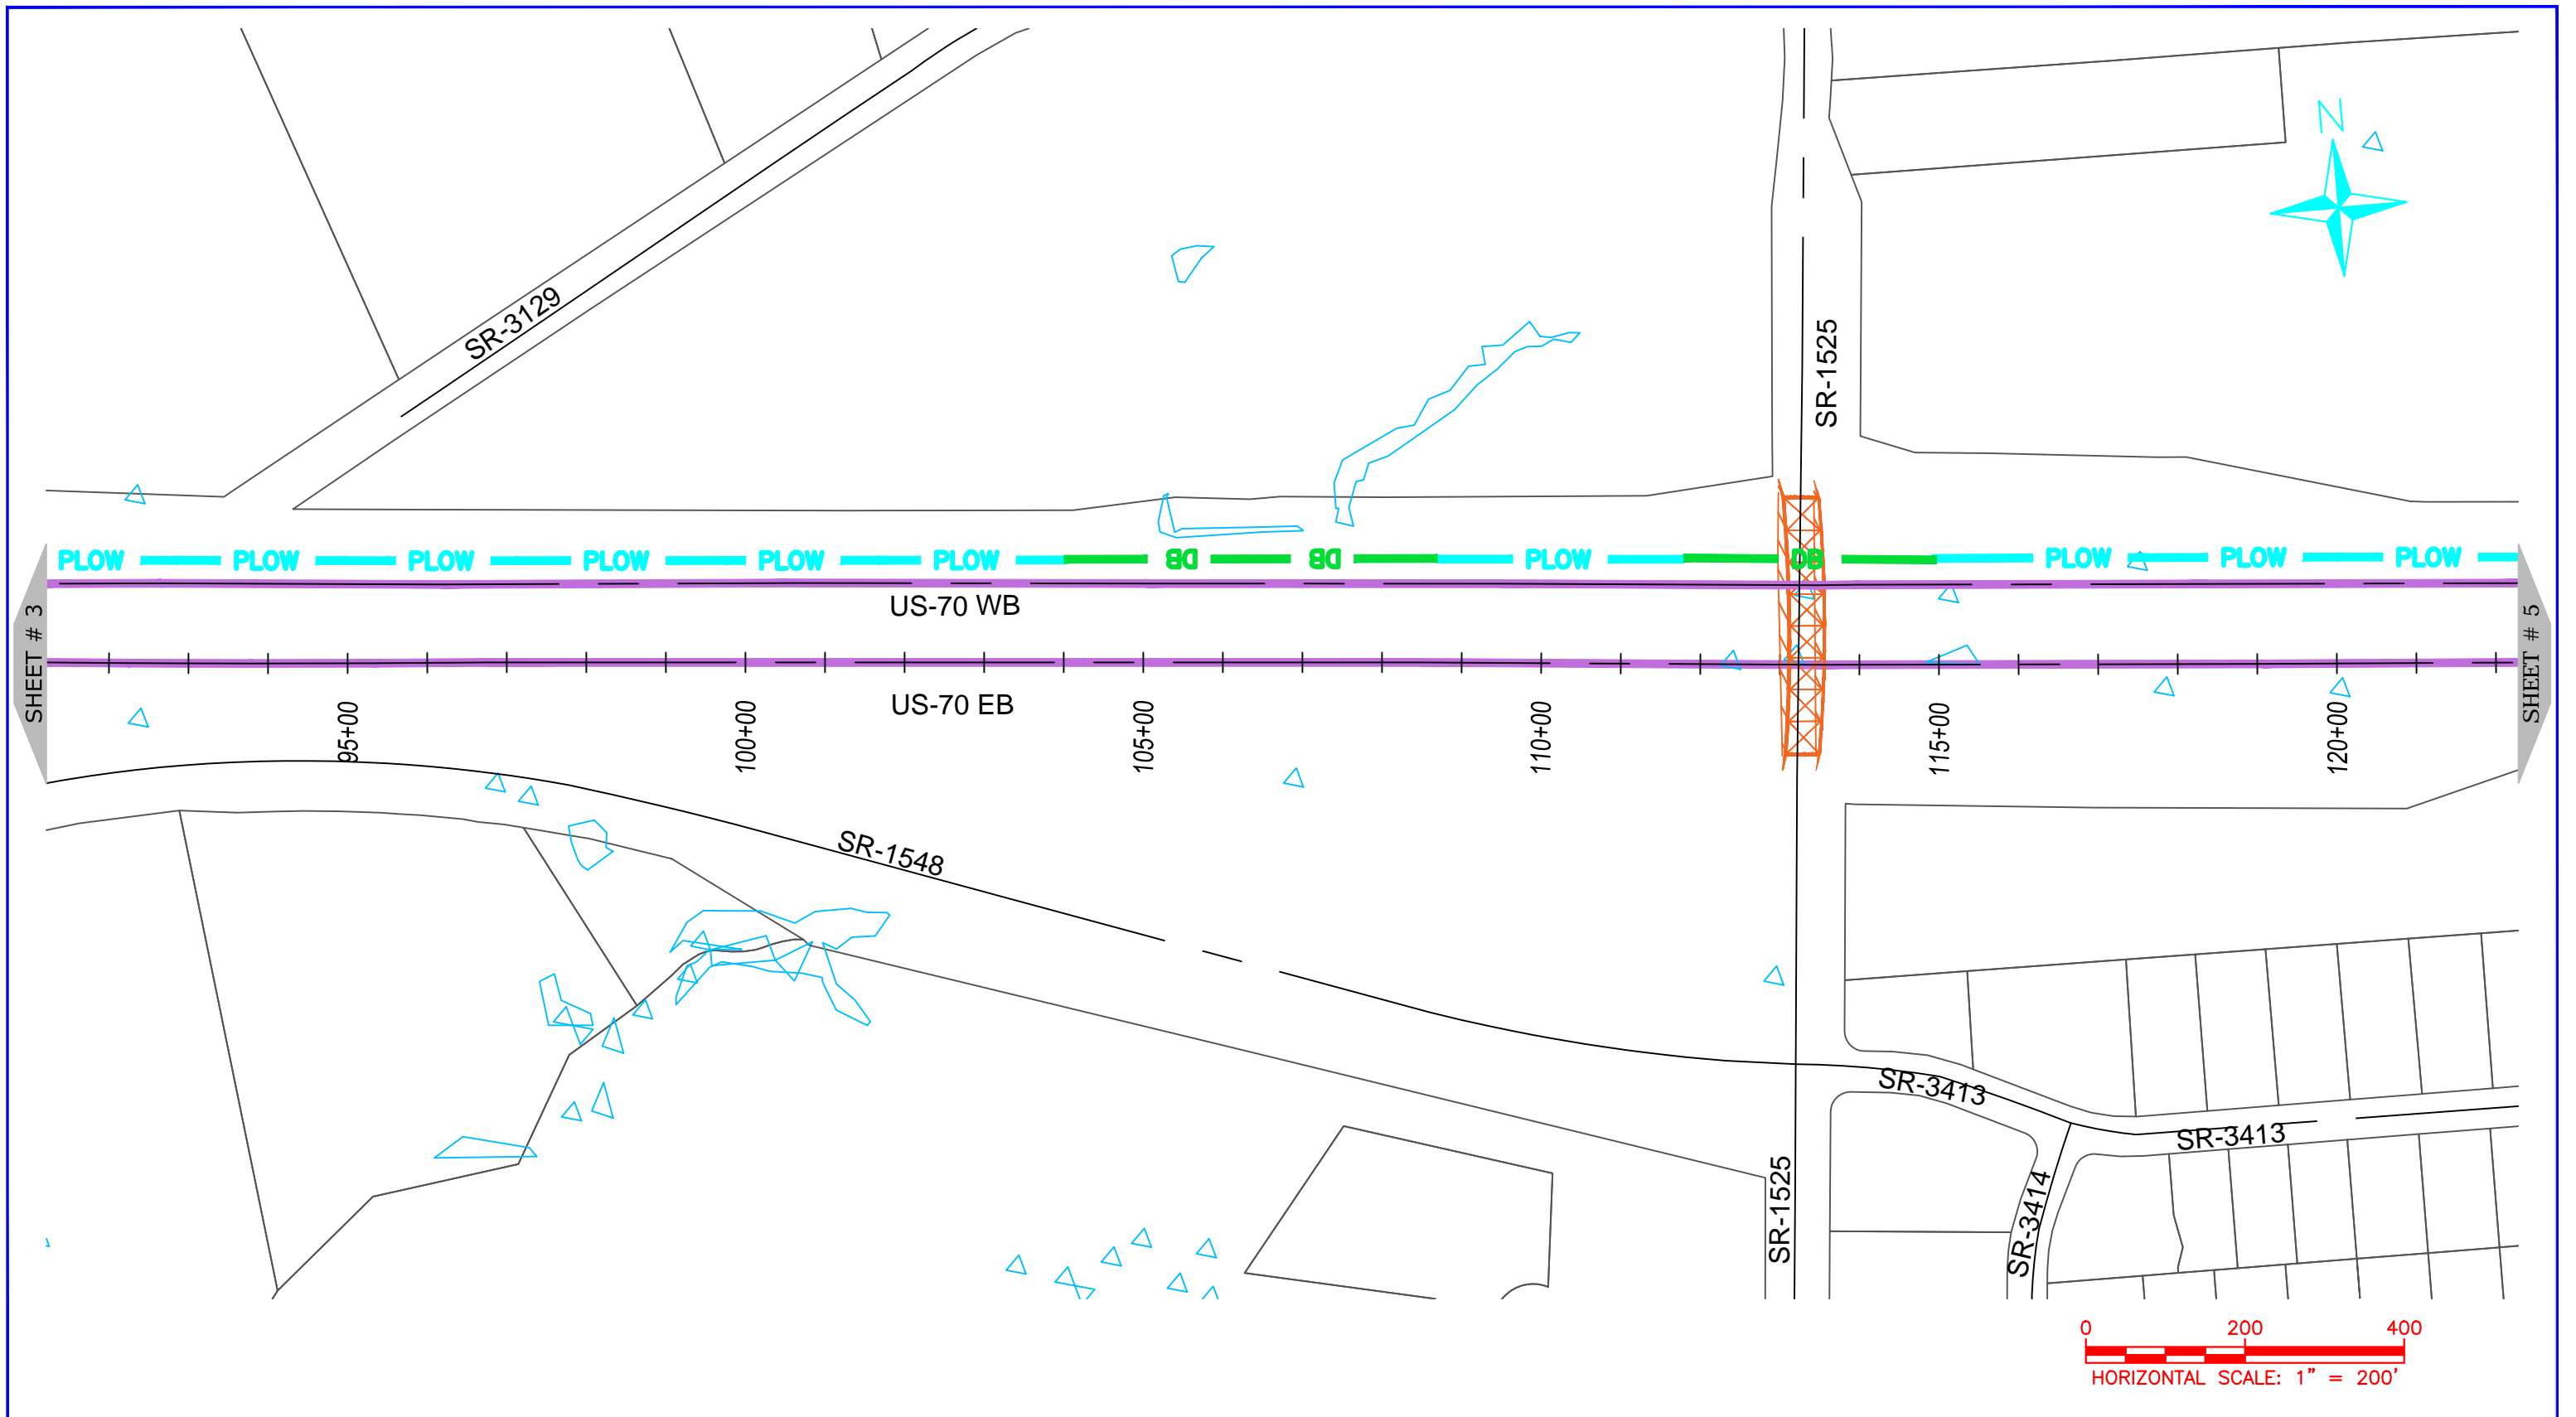 N
SR-3129
SR-1525
PLOW PLOW PLOW PLOW PLOW PLOW DB DB PLOW DB PLOW PLOW PLOW
US-70 WB
SHEET # 3
SHEET # 5
US-70 EB
95+00 100+00 105+00 110+00 115+00 120+00
SR-1548
SR-3413
SR-3413
SR-1525
SR-3414
0 200 400
HORIZONTAL SCALE: 1" = 200'